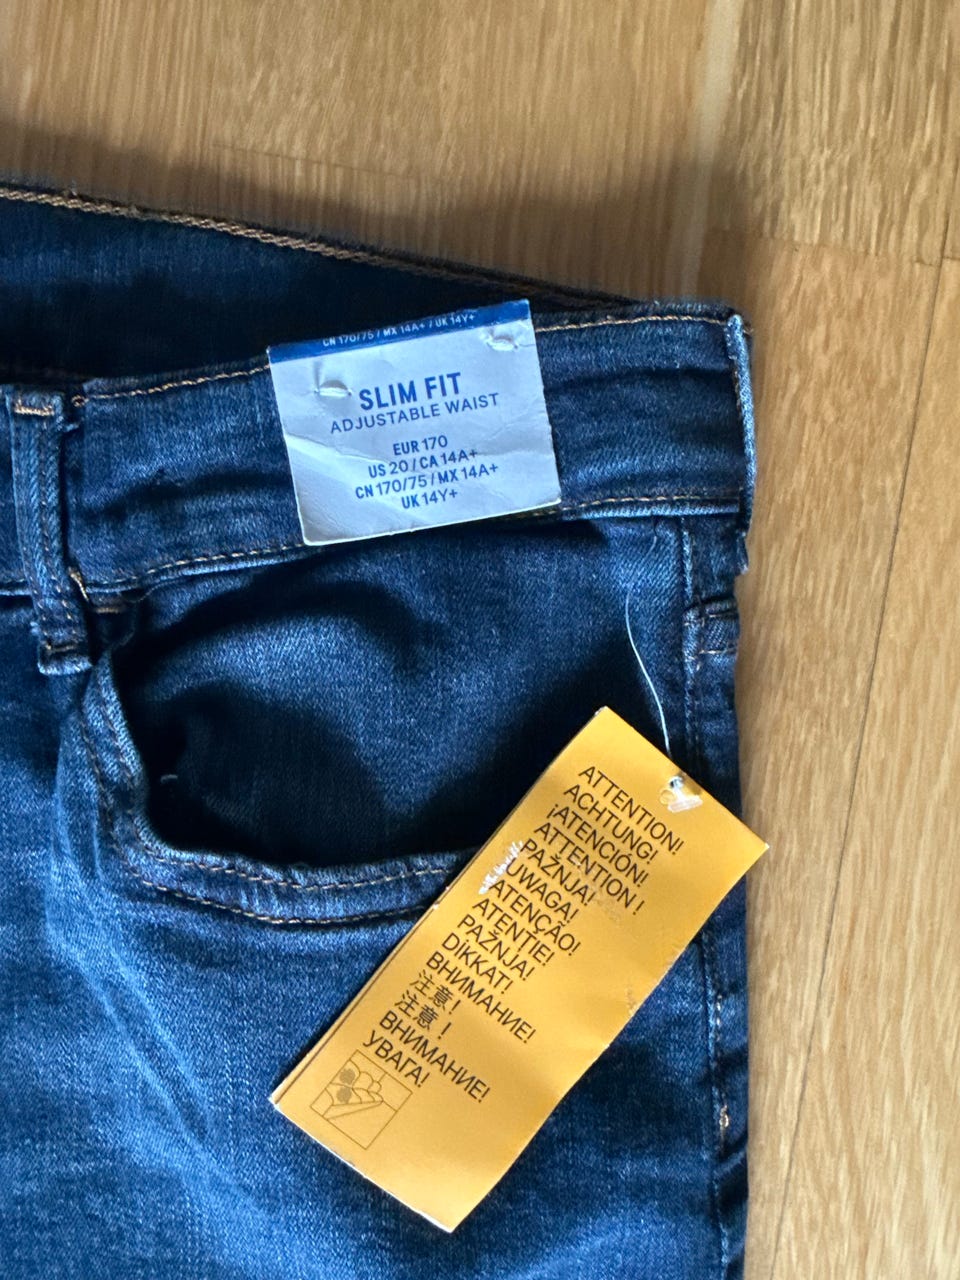 CN 170/75 / MX 14A+ / UK 14Y+
SLIM FIT
ADJUSTABLE WAIST
EUR 170
US 20 / CA 14A+
CN 170/75 / MX 14A+
UK 14Y+
ATTENTION!
ACHTUNG!
¡ATENCIÓN!
ATTENTION !
PAŽNJA!
UWAGA!
ATENÇÃO!
ATENȚIE!
PAŽNJA!
DİKKAT!
ВНИМАНИЕ!
注意!
注意!
ВНИМАНИЕ!
УВАГА!